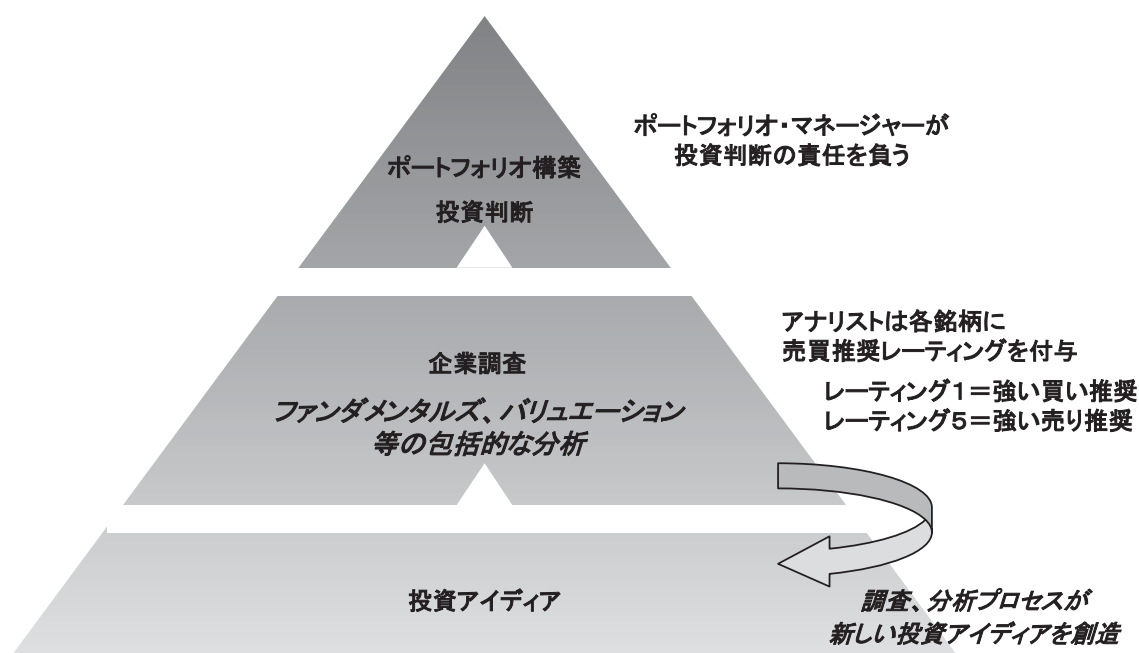 ポートフォリオ・マネージャーが
投資判断の責任を負う
ポートフォリオ構築
投資判断
アナリストは各銘柄に
売買推奨レーティングを付与
レーティング1=強い買い推奨
レーティング5=強い売り推奨
企業調査
ファンダメンタルズ、バリュエーション
等の包括的な分析
投資アイディア
調査、分析プロセスが
新しい投資アイディアを創造